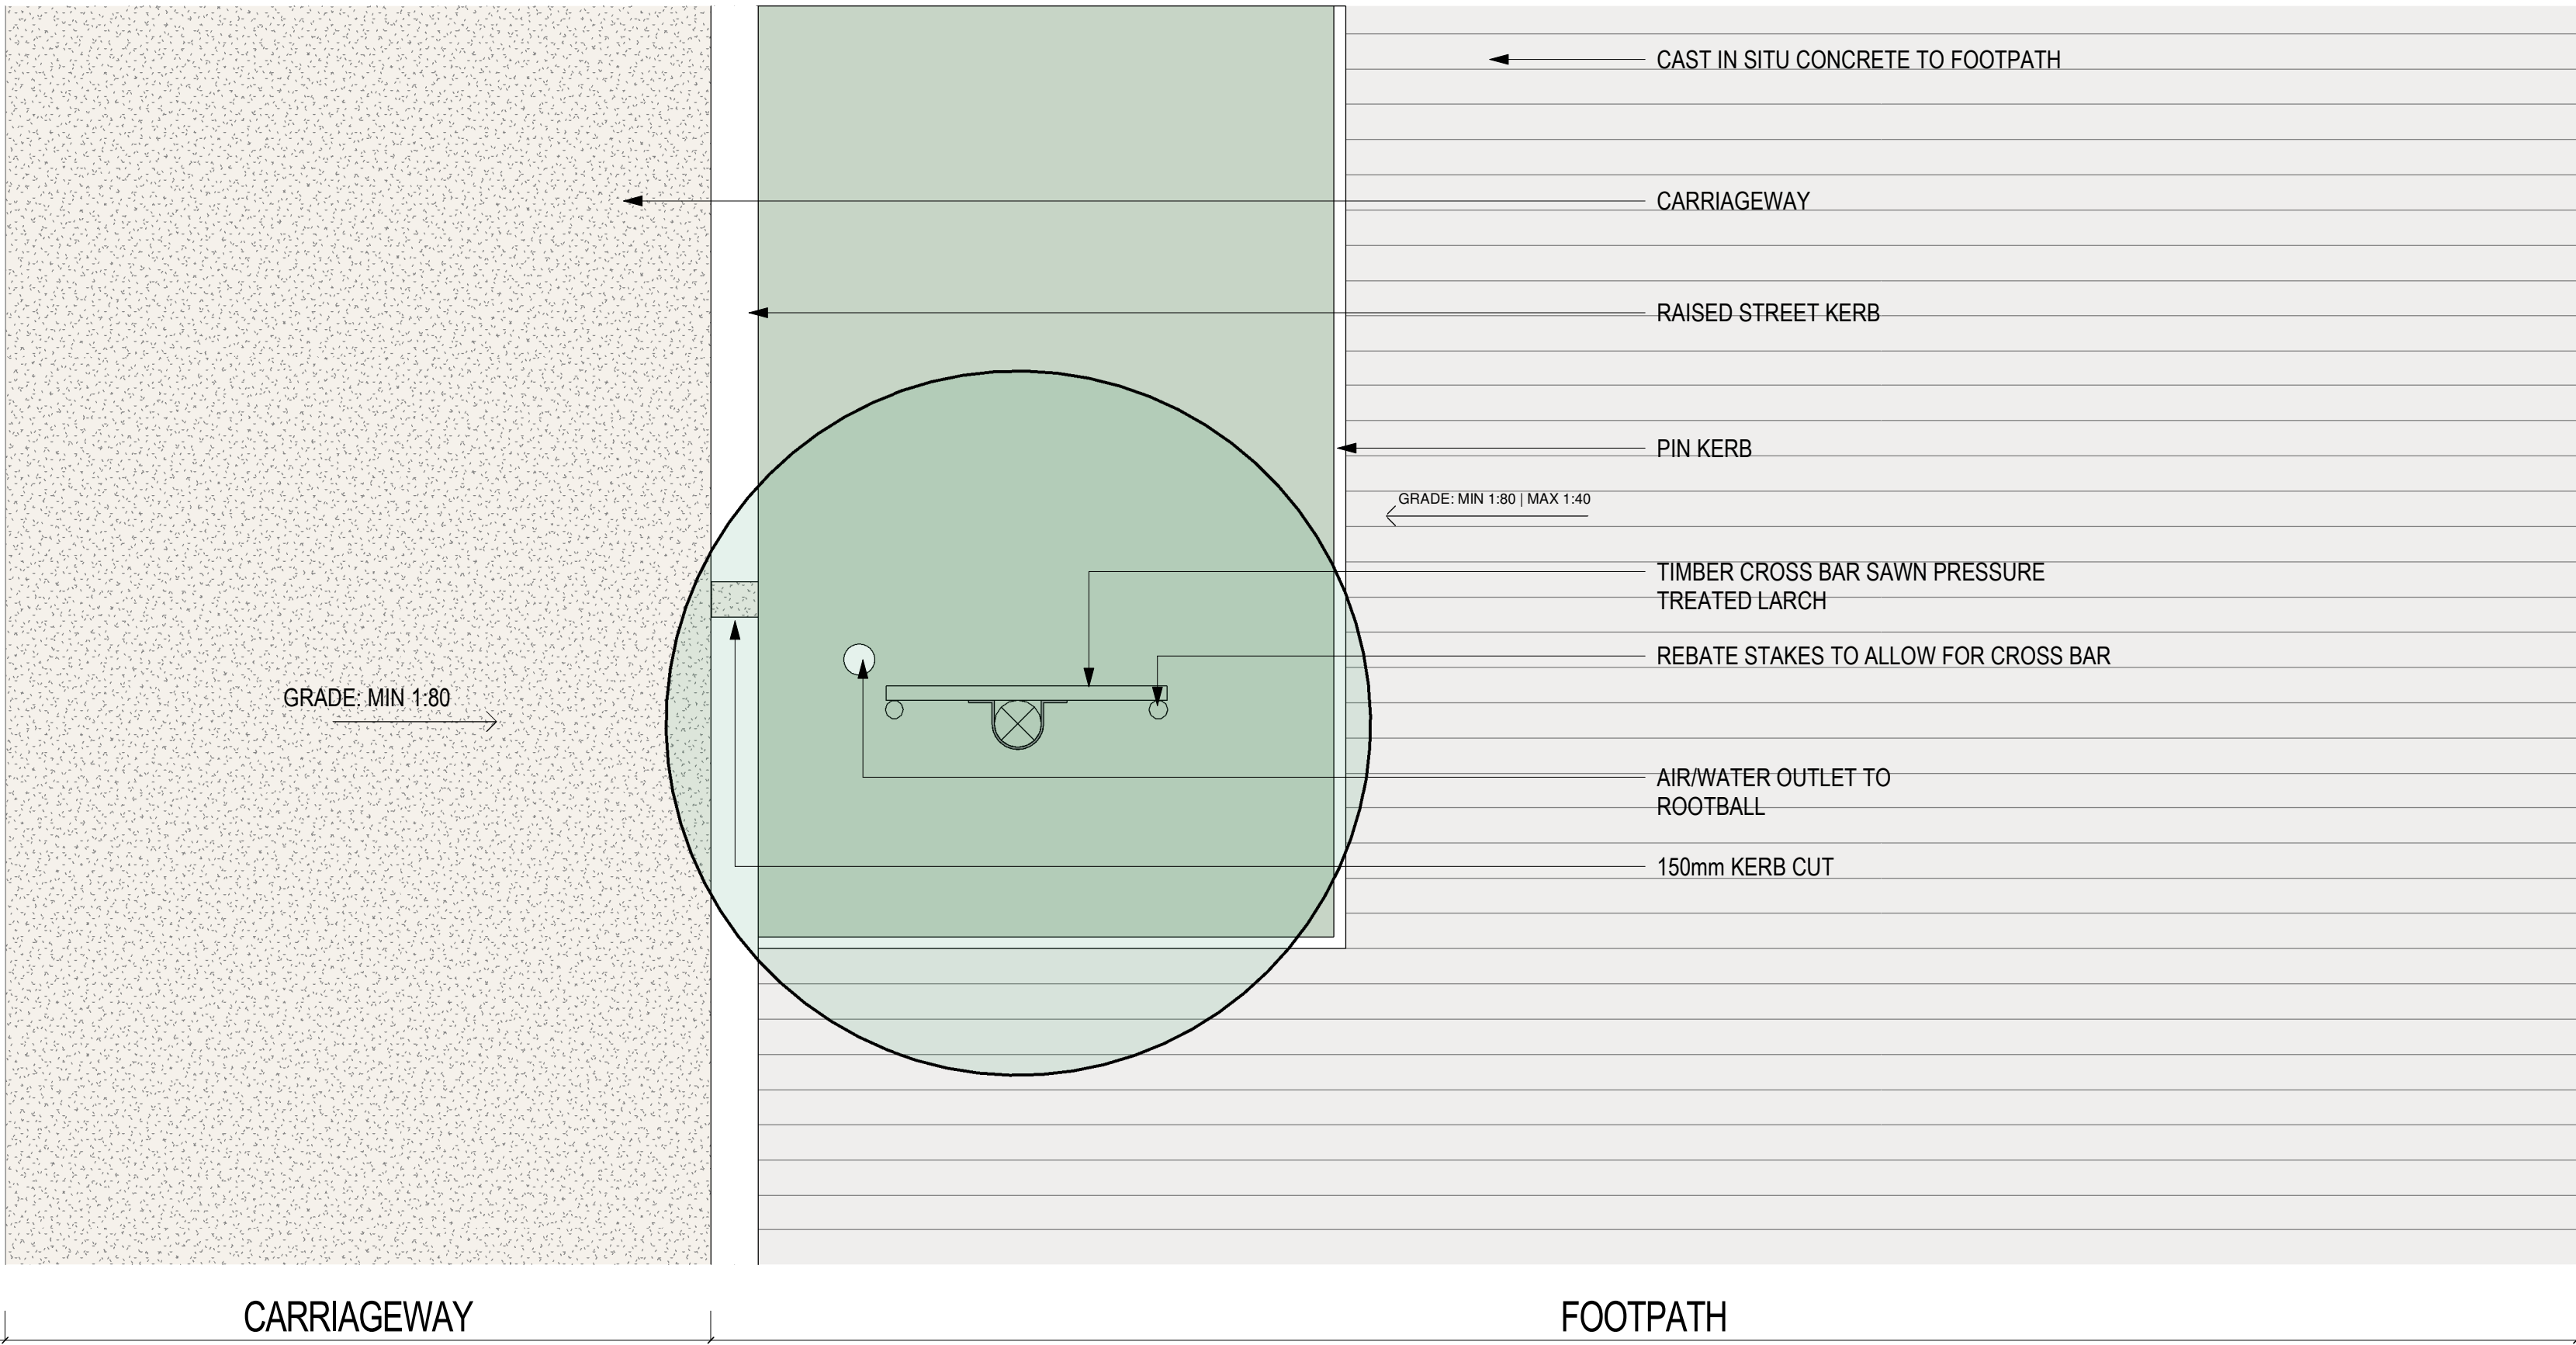 CAST IN SITU CONCRETE TO FOOTPATH
CARRIAGEWAY
RAISED STREET KERB
PIN KERB
GRADE: MIN 1:80 | MAX 1:40
TIMBER CROSS BAR SAWN PRESSURE
TREATED LARCH
REBATE STAKES TO ALLOW FOR CROSS BAR
GRADE: MIN 1:80
AIR/WATER OUTLET TO
ROOTBALL
150mm KERB CUT
CARRIAGEWAY
FOOTPATH